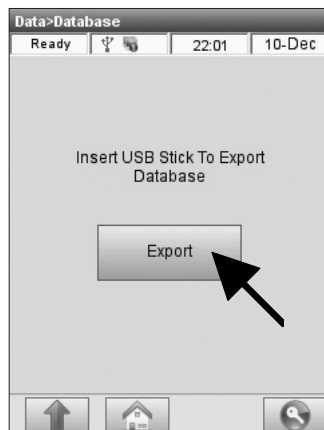 Data>Database
Ready 22:01 10-Dec
Insert USB Stick To Export
Database
Export